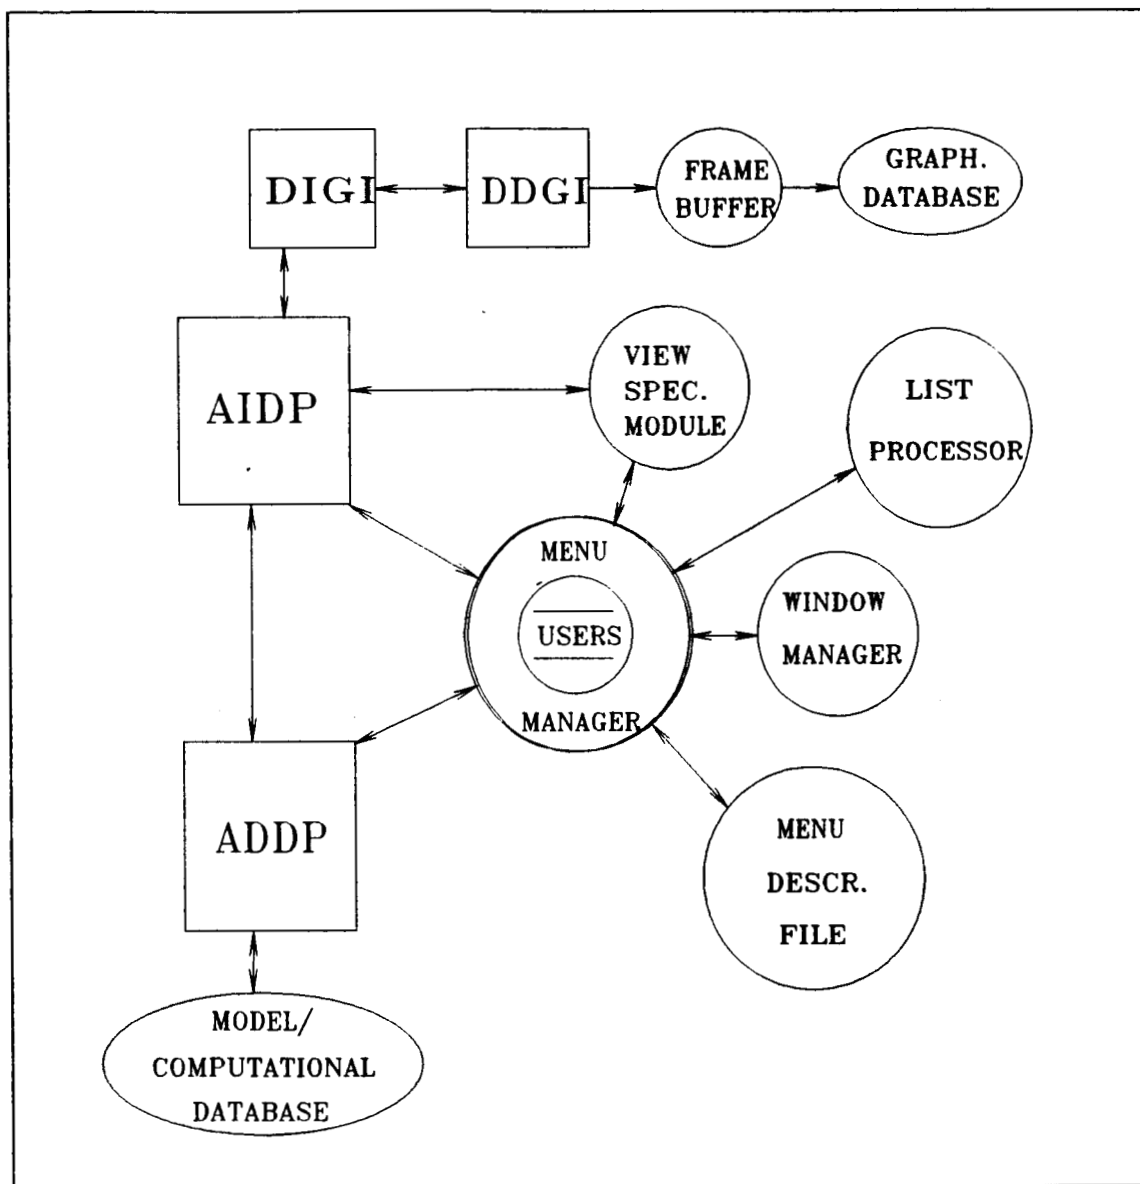 DIGI
DDGI
FRAME
BUFFER
GRAPH.
DATABASE
AIDP
VIEW
SPEC.
MODULE
LIST
PROCESSOR
MENU
USERS
MANAGER
WINDOW
MANAGER
ADDP
MENU
DESCR.
FILE
MODEL/
COMPUTATIONAL
DATABASE